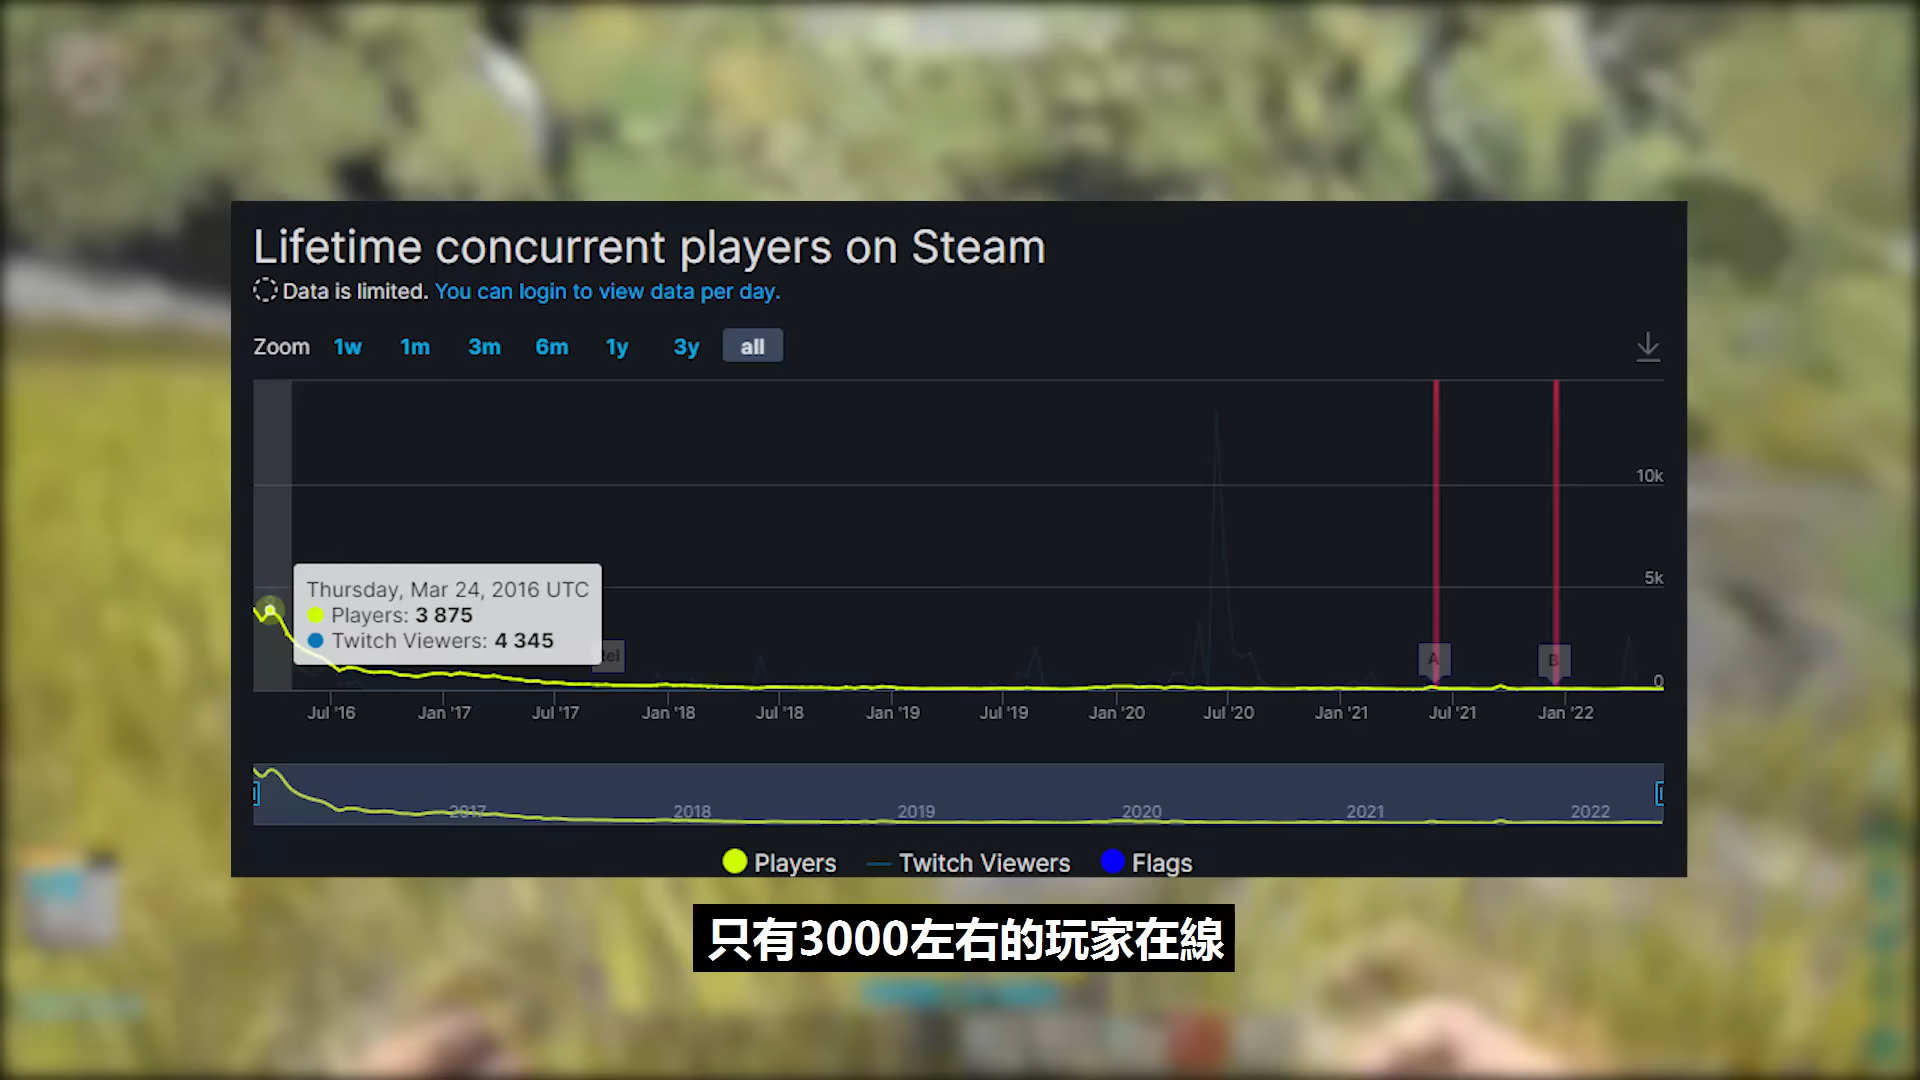 Lifetime concurrent players on Steam
Data is limited. You can login to view data per day.
Zoom 1w 1m 3m 6m 1y 3y all
10k
5k
Thursday, Mar 24, 2016 UTC
Players: 3 875
Twitch Viewers: 4 345
A B
0
Jul '16 Jan '17 Jul '17 Jan '18 Jul '18 Jan '19 Jul '19 Jan '20 Jul '20 Jan '21 Jul '21 Jan '22
2017 2018 2019 2020 2021 2022
Players Twitch Viewers Flags
只有3000左右的玩家在線